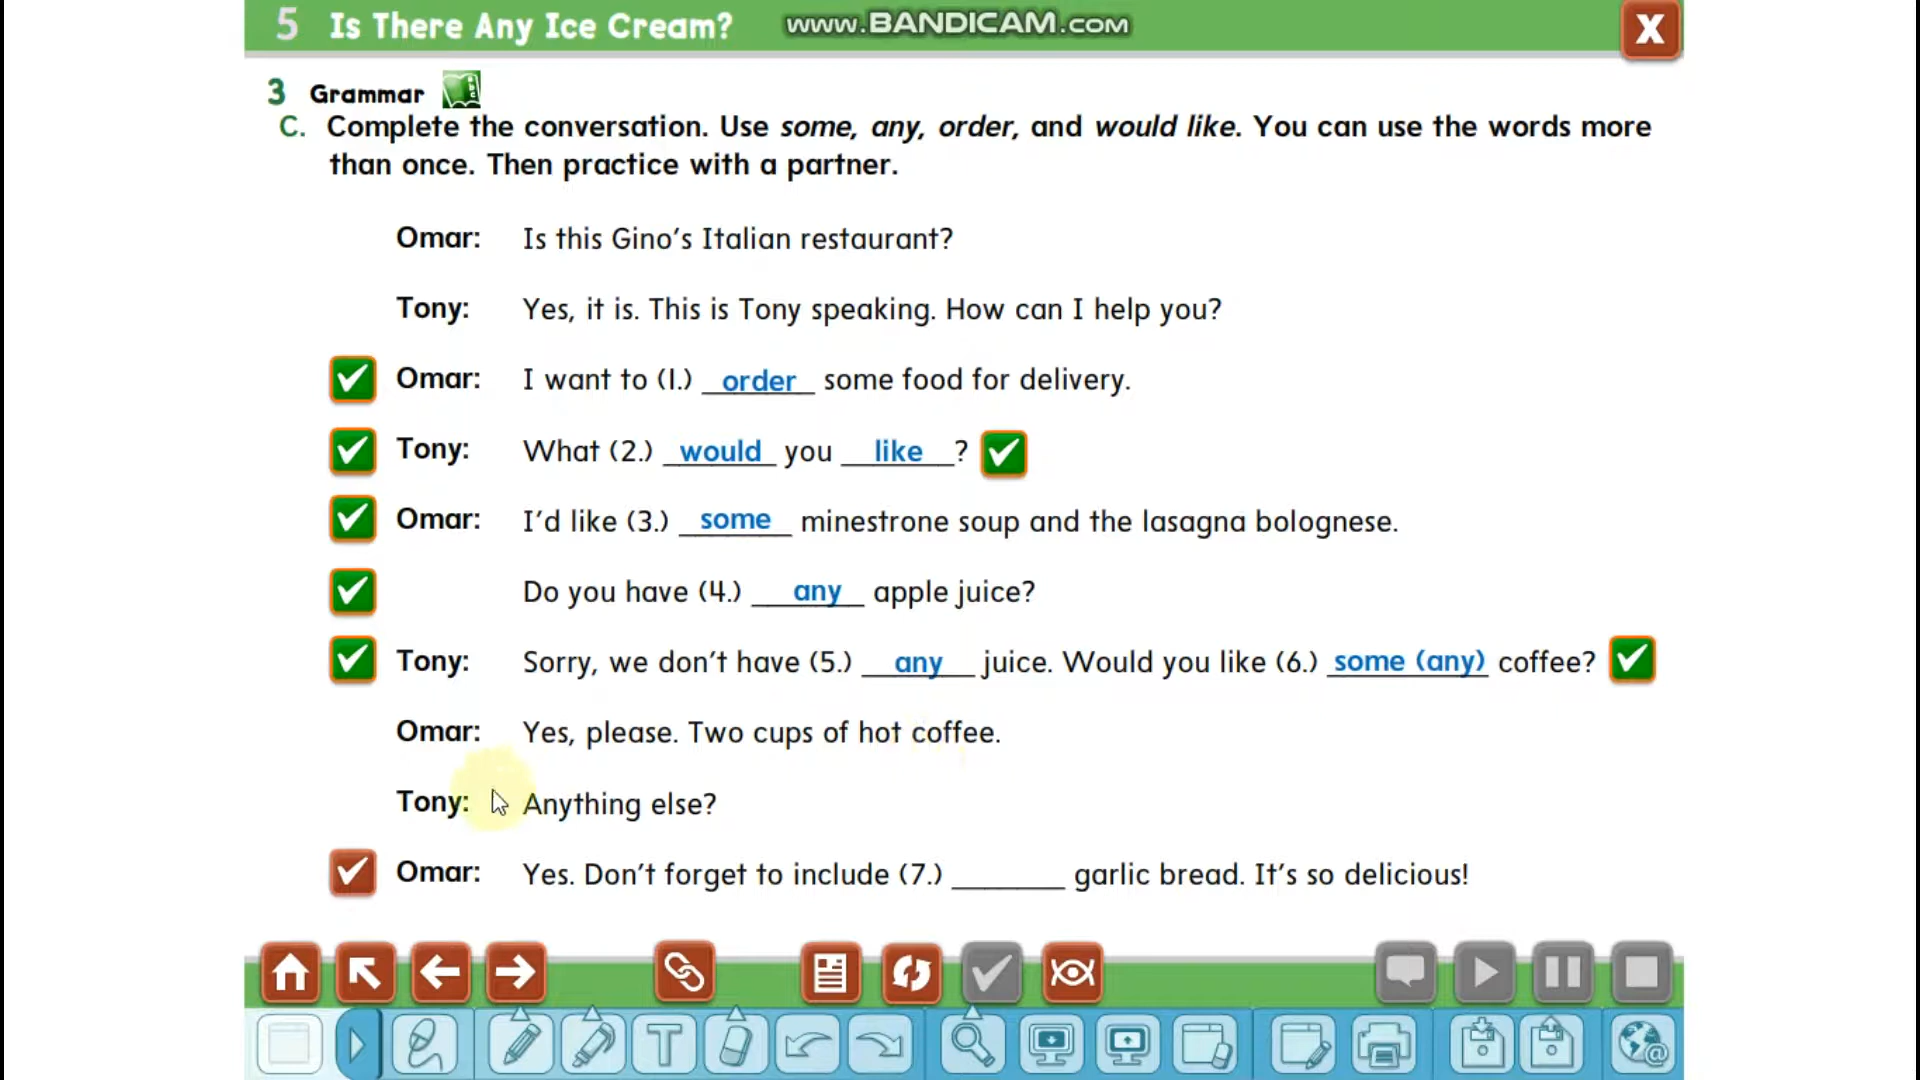 5 Is There Any Ice Cream? www.BANDICAM.com X
3 Grammar
C. Complete the conversation. Use some, any, order, and would like. You can use the words more
than once. Then practice with a partner.
Omar: Is this Gino's Italian restaurant?
Tony: Yes, it is. This is Tony speaking. How can I help you?
Omar: I want to (1.) order some food for delivery.
Tony: What (2.) would you like?
Omar: I'd like (3.) some minestrone soup and the lasagna bolognese.
Do you have (4.) any apple juice?
Tony: Sorry, we don't have (5.) any juice. Would you like (6.) some (any) coffee?
Omar: Yes, please. Two cups of hot coffee.
Tony: Anything else?
Omar: Yes. Don't forget to include (7.) ________ garlic bread. It's so delicious!
T @